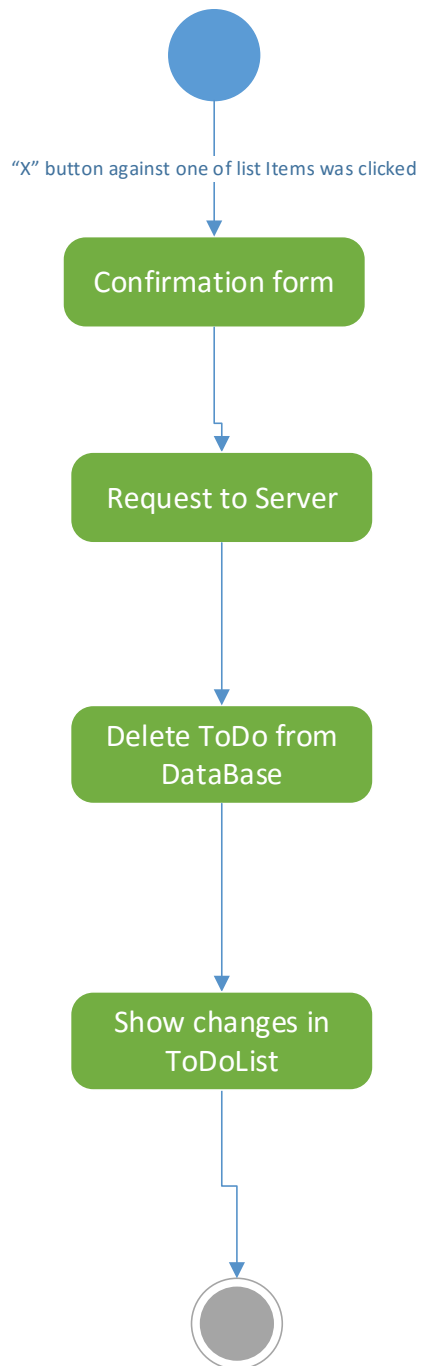 “X” button against one of list Items was clicked
Confirmation form
Request to Server
Delete ToDo from
DataBase
Show changes in
ToDoList